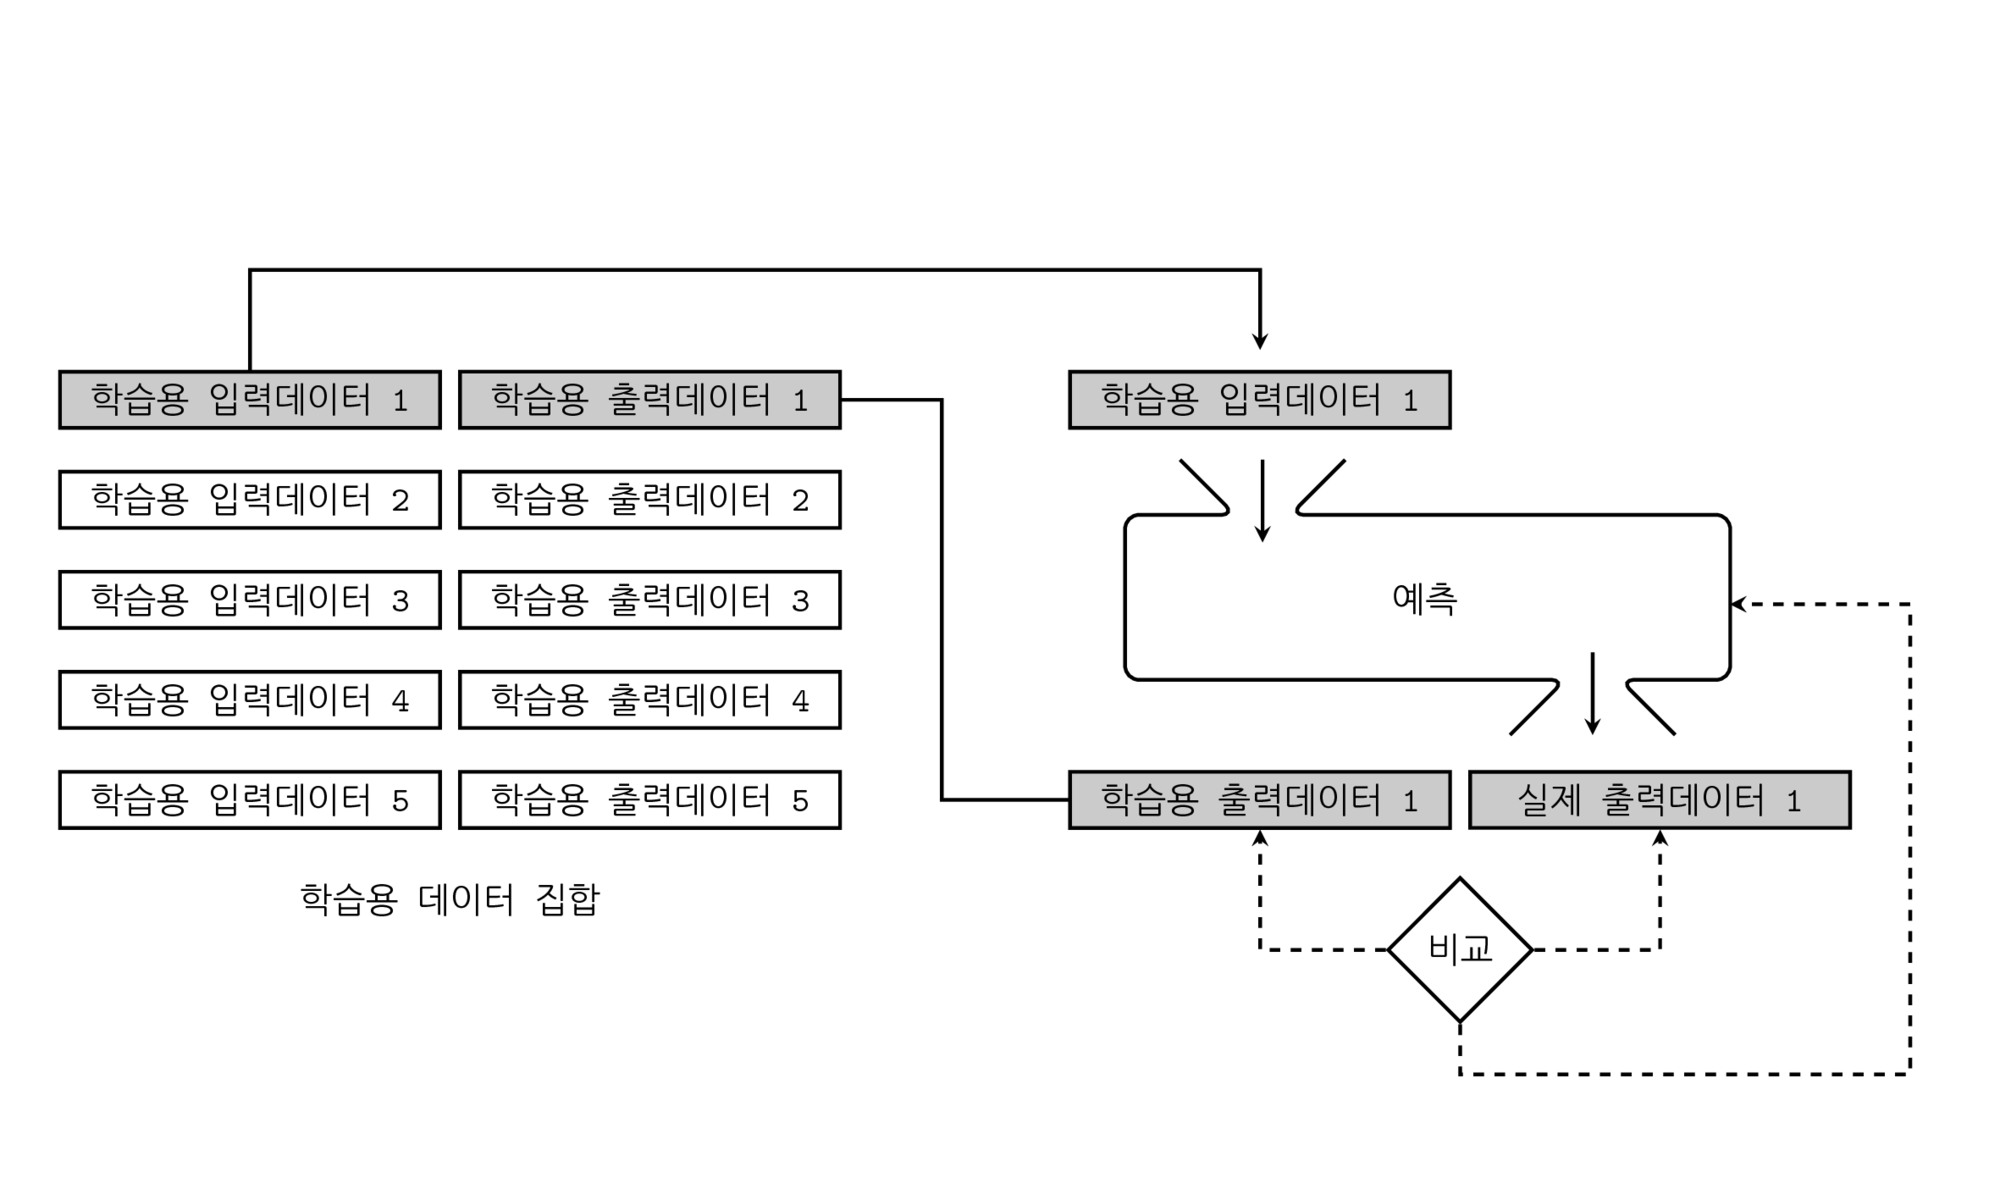 학습용 입력데이터 1
학습용 출력데이터 1
학습용 입력데이터 2
학습용 출력데이터 2
학습용 입력데이터 3
학습용 출력데이터 3
학습용 입력데이터 4
학습용 출력데이터 4
학습용 입력데이터 5
학습용 출력데이터 5
학습용 데이터 집합
학습용 입력데이터 1
예측
학습용 출력데이터 1
실제 출력데이터 1
비교